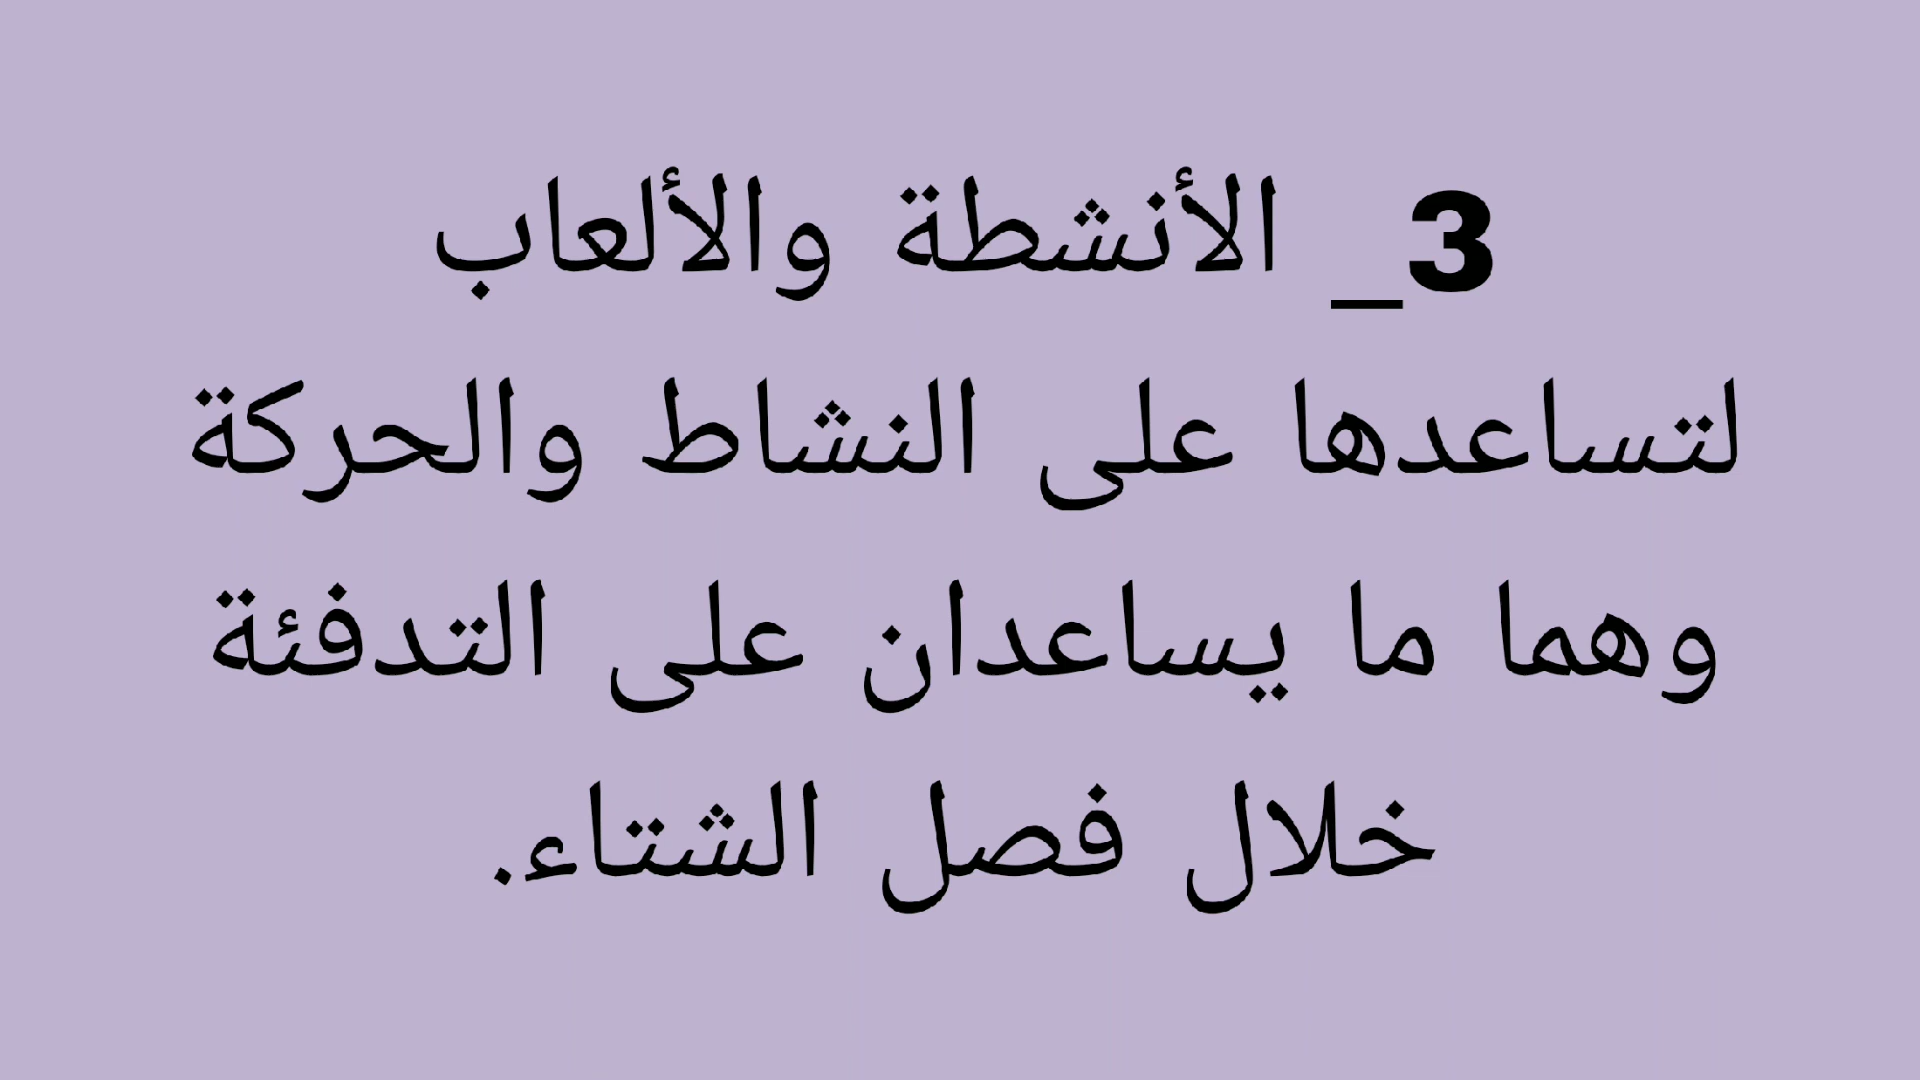 3_ الأنشطة والألعاب
لتساعدها على النشاط والحركة
وهما ما يساعدان على التدفئة
خلال فصل الشتاء.